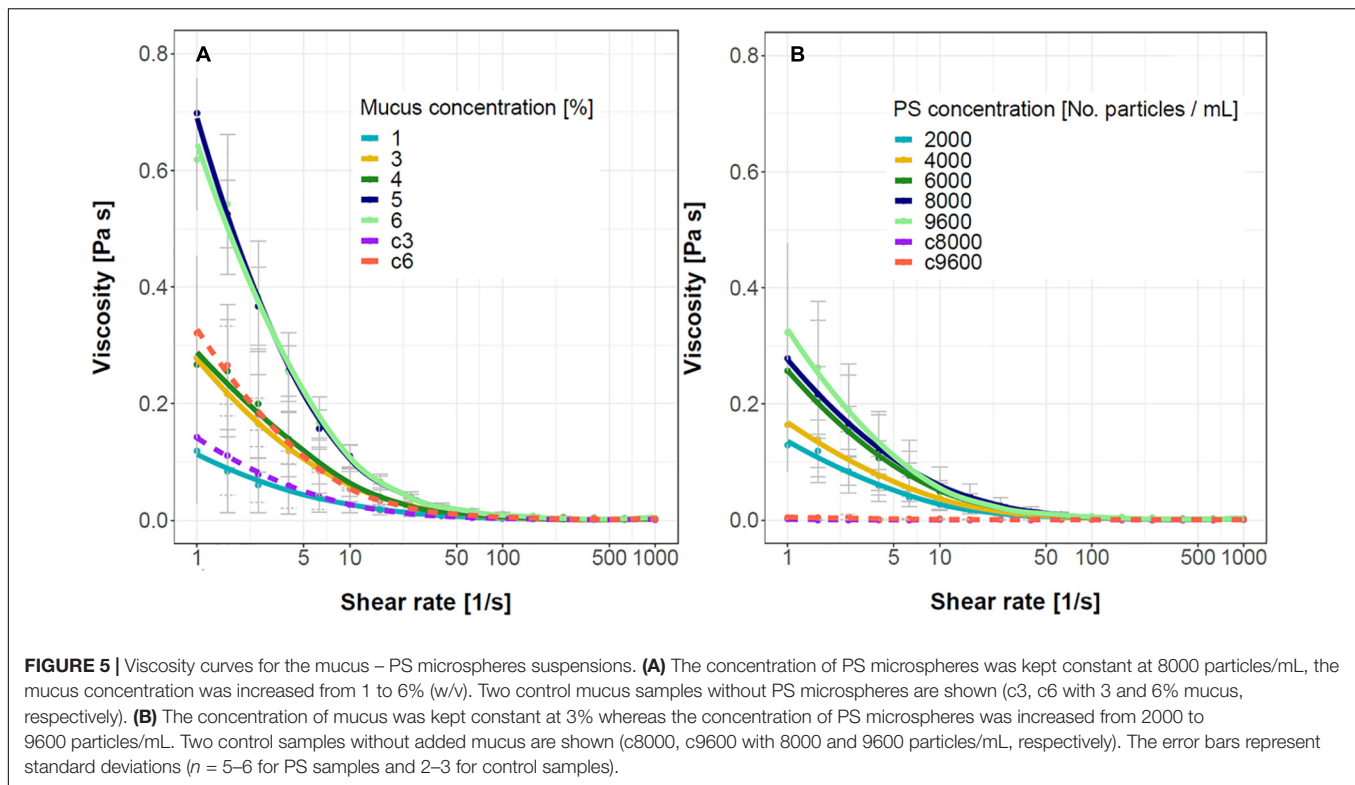 A
0.8
0.6
0.4
0.2
0.0
Viscosity [Pa s]
Mucus concentration [%]
1
3
4
5
6
c3
c6
1
5
10
50
100
500
1000
Shear rate [1/s]
B
0.8
0.6
0.4
0.2
0.0
Viscosity [Pa s]
PS concentration [No. particles / mL]
2000
4000
6000
8000
9600
c8000
c9600
1
5
10
50
100
500
1000
Shear rate [1/s]
FIGURE 5 | Viscosity curves for the mucus – PS microspheres suspensions. (A) The concentration of PS microspheres was kept constant at 8000 particles/mL, the
mucus concentration was increased from 1 to 6% (w/v). Two control mucus samples without PS microspheres are shown (c3, c6 with 3 and 6% mucus,
respectively). (B) The concentration of mucus was kept constant at 3% whereas the concentration of PS microspheres was increased from 2000 to
9600 particles/mL. Two control samples without added mucus are shown (c8000, c9600 with 8000 and 9600 particles/mL, respectively). The error bars represent
standard deviations (n = 5–6 for PS samples and 2–3 for control samples).